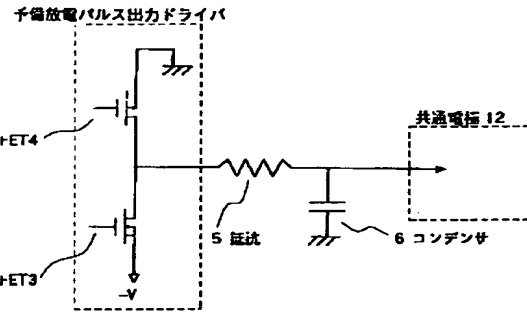 予備放電パルス出力ドライバ
共通電極 12
FET4
5 抵抗
6 コンデンサ
FET3
-V